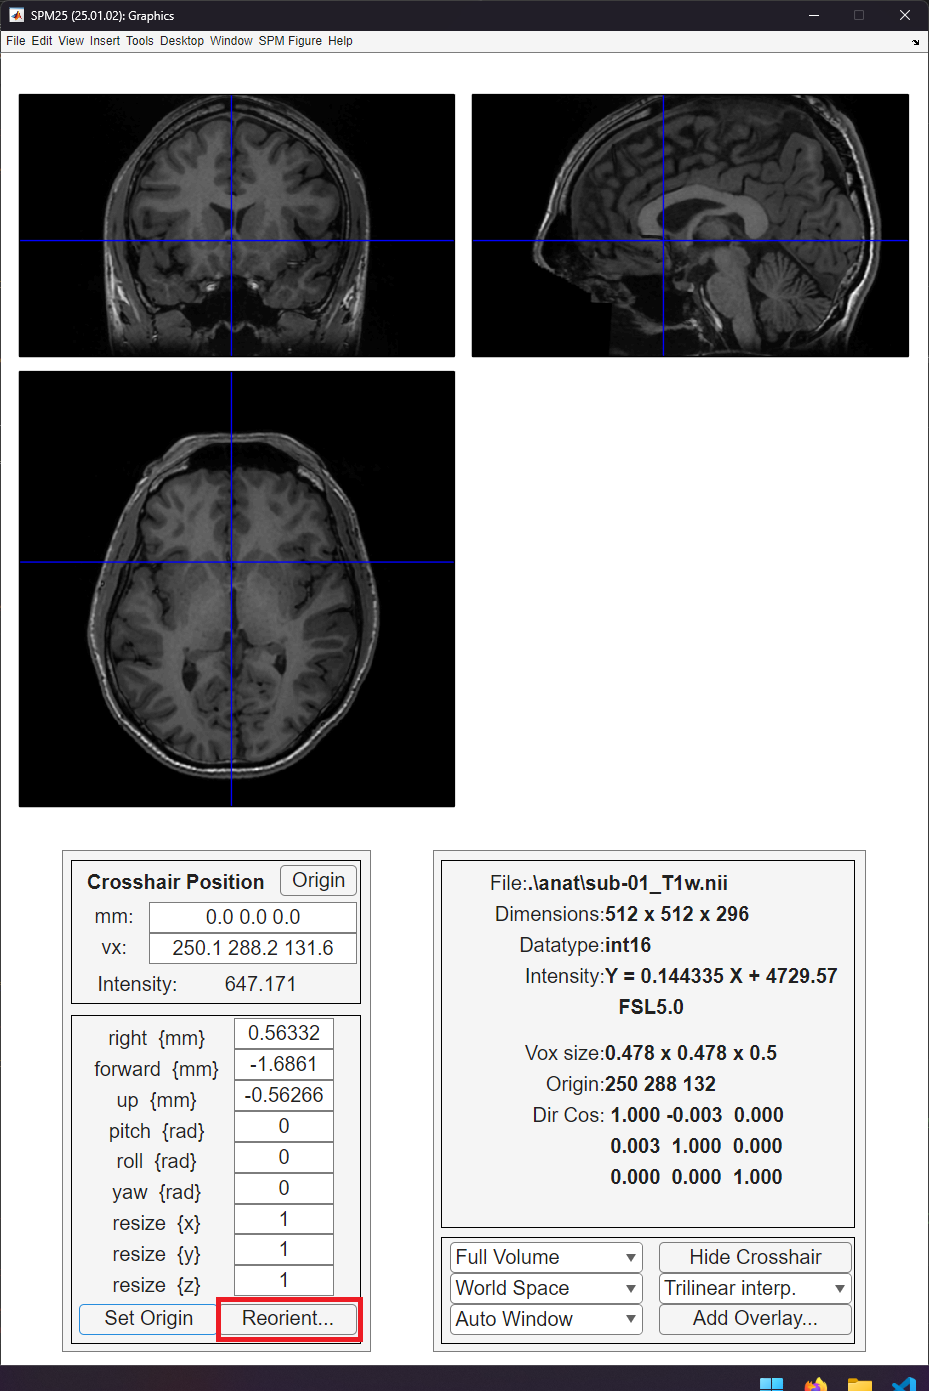 SPM25 (25.01.02): Graphics
File Edit View Insert Tools Desktop Window SPM Figure Help
Crosshair Position Origin
mm: 0.0 0.0 0.0
vx: 250.1 288.2 131.6
Intensity: 647.171
right {mm} 0.56332
forward {mm} -1.6861
up {mm} -0.56266
pitch {rad} 0
roll {rad} 0
yaw {rad} 0
resize {x} 1
resize {y} 1
resize {z} 1
Set Origin Reorient...
File:.\anat\sub-01_T1w.nii
Dimensions:512 x 512 x 296
Datatype:int16
Intensity:Y = 0.144335 X + 4729.57
FSL5.0
Vox size:0.478 x 0.478 x 0.5
Origin:250 288 132
Dir Cos: 1.000 -0.003 0.000
0.003 1.000 0.000
0.000 0.000 1.000
Full Volume Hide Crosshair
World Space Trilinear interp.
Auto Window Add Overlay...